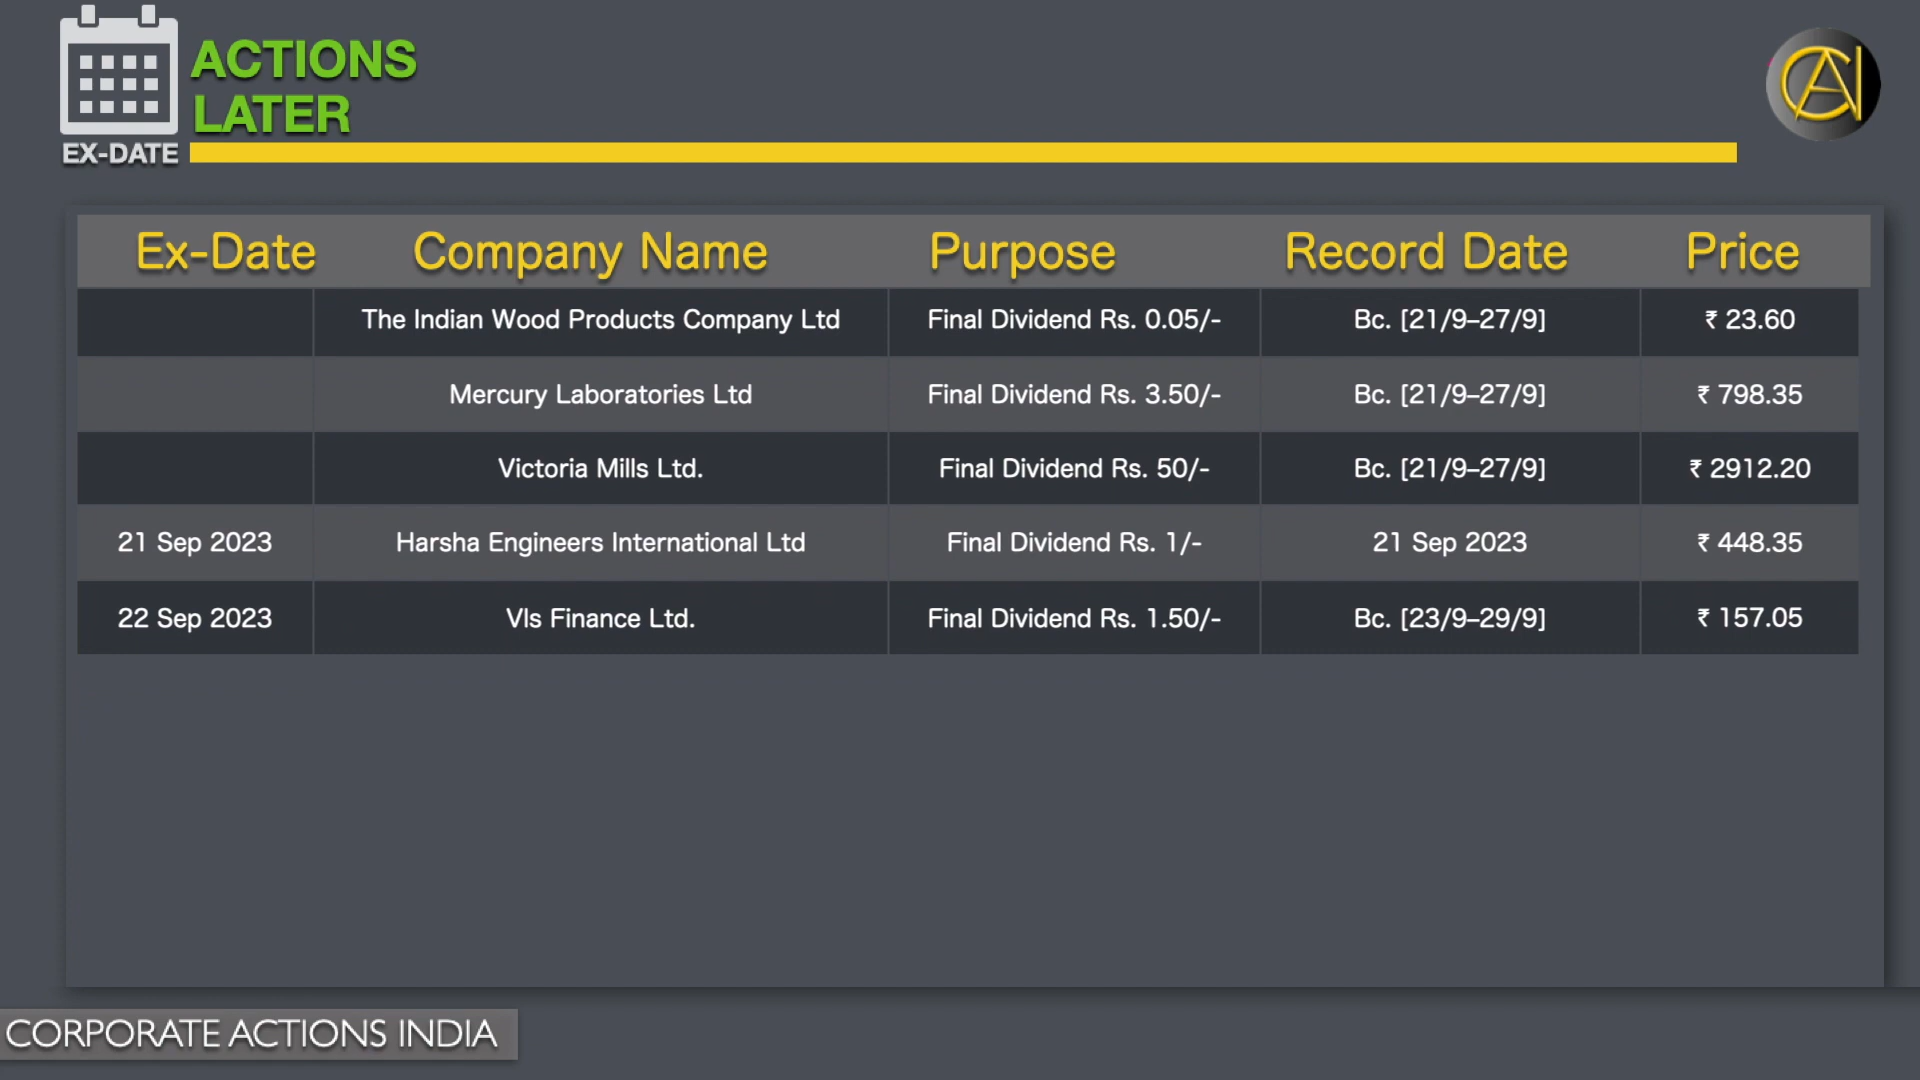 ACTIONS
LATER
EX-DATE
Ex-Date Company Name Purpose Record Date Price
The Indian Wood Products Company Ltd Final Dividend Rs. 0.05/- Bc. [21/9–27/9] ₹ 23.60
Mercury Laboratories Ltd Final Dividend Rs. 3.50/- Bc. [21/9–27/9] ₹ 798.35
Victoria Mills Ltd. Final Dividend Rs. 50/- Bc. [21/9–27/9] ₹ 2912.20
21 Sep 2023 Harsha Engineers International Ltd Final Dividend Rs. 1/- 21 Sep 2023 ₹ 448.35
22 Sep 2023 Vls Finance Ltd. Final Dividend Rs. 1.50/- Bc. [23/9–29/9] ₹ 157.05
CORPORATE ACTIONS INDIA